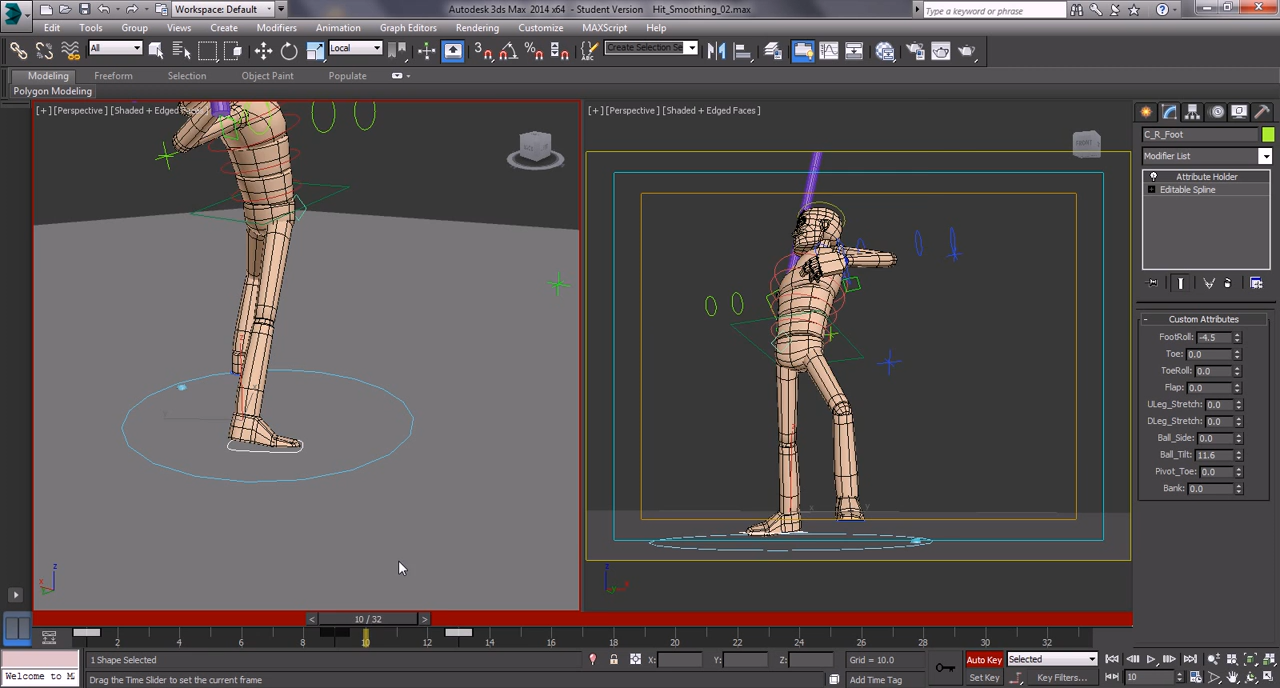 Workspace: Default
Autodesk 3ds Max 2014 x64 - Student Version Hit_Smoothing_02.max
Type a keyword or phrase
Edit Tools Group Views Create Modifiers Animation Graph Editors Rendering Customize MAXScript Help
All Local Create Selection Se
Modeling Freeform Selection Object Paint Populate
Polygon Modeling
[+] [Perspective] [Shaded + Edged Faces]
[+] [Perspective] [Shaded + Edged Faces]
FRONT
C_R_Foot
Modifier List
Attribute Holder
Editable Spline
Custom Attributes
FootRoll: -4.5
Toe: 0.0
ToeRoll: 0.0
Flap: 0.0
ULeg_Stretch: 0.0
DLeg_Stretch: 0.0
Ball_Side: 0.0
Ball_Tilt: 11.6
Pivot_Toe: 0.0
Bank: 0.0
z
x
z
x
y
< 10 / 32 >
2 4 6 8 10 14 16 18 20 22 24 26 28 30 32
1 Shape Selected X: Y: Z: Grid = 10.0 Auto Key Selected
Welcome to M Drag the Time Slider to set the current frame Add Time Tag Set Key Key Filters... 10